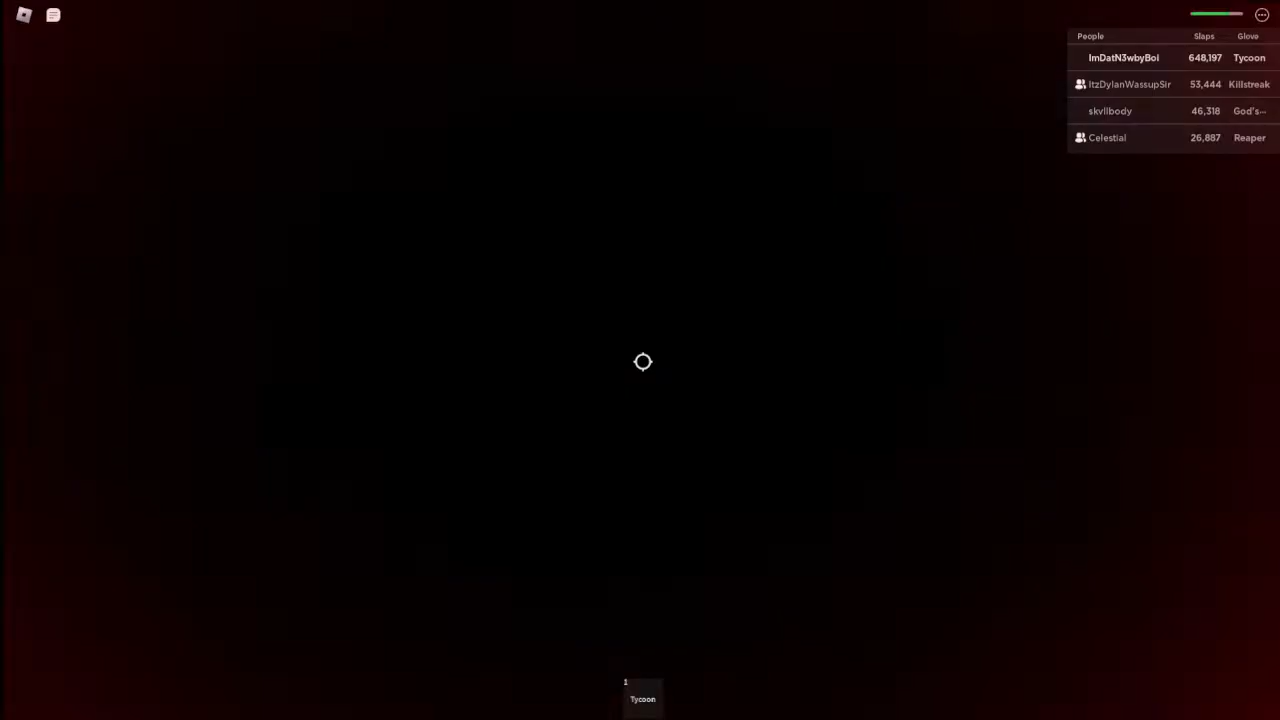 People Slaps Glove
ImDatN3wbyBoi 648,197 Tycoon
ItzDylanWassupSir 53,444 Killstreak
skvllbody 46,318 God's...
Celestial 26,887 Reaper
1
Tycoon